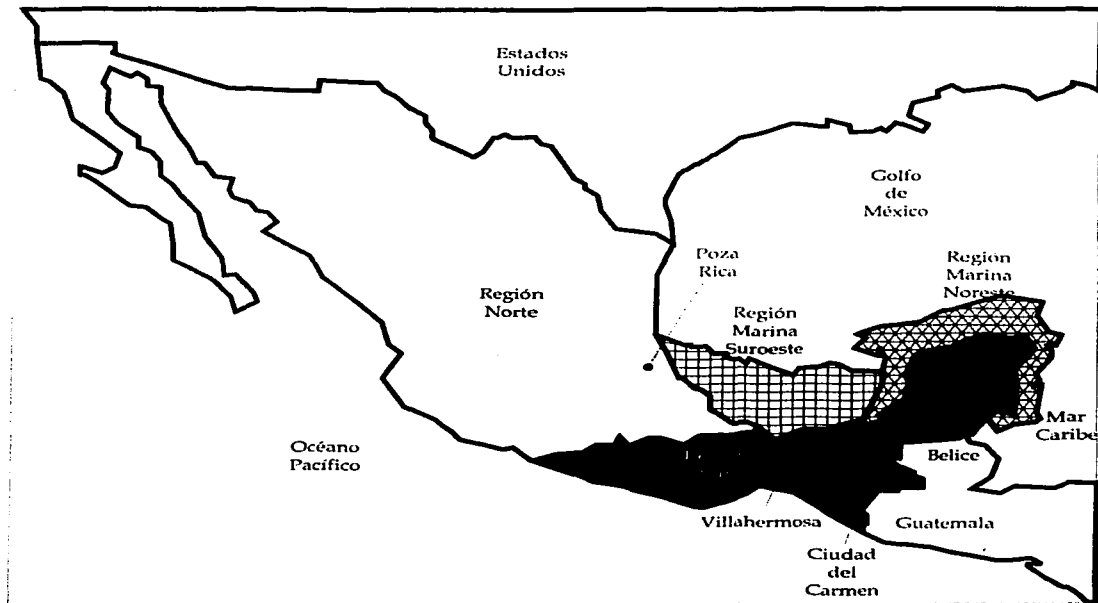 Estados
Unidos
Golfo
de
México
Poza
Rica
Región
Marina
Noreste
Región
Norte
Región
Marina
Suroeste
Mar
Caribe
Océano
Pacífico
Belice
Villahermosa
Guatemala
Ciudad
del
Carmen